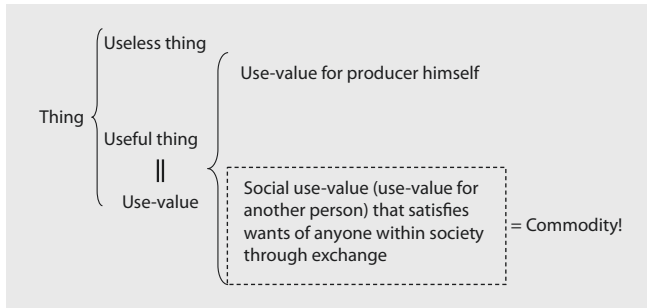 Useless thing
Use-value for producer himself
Thing
Useful thing
||
Use-value
Social use-value (use-value for
another person) that satisfies
wants of anyone within society
through exchange
= Commodity!